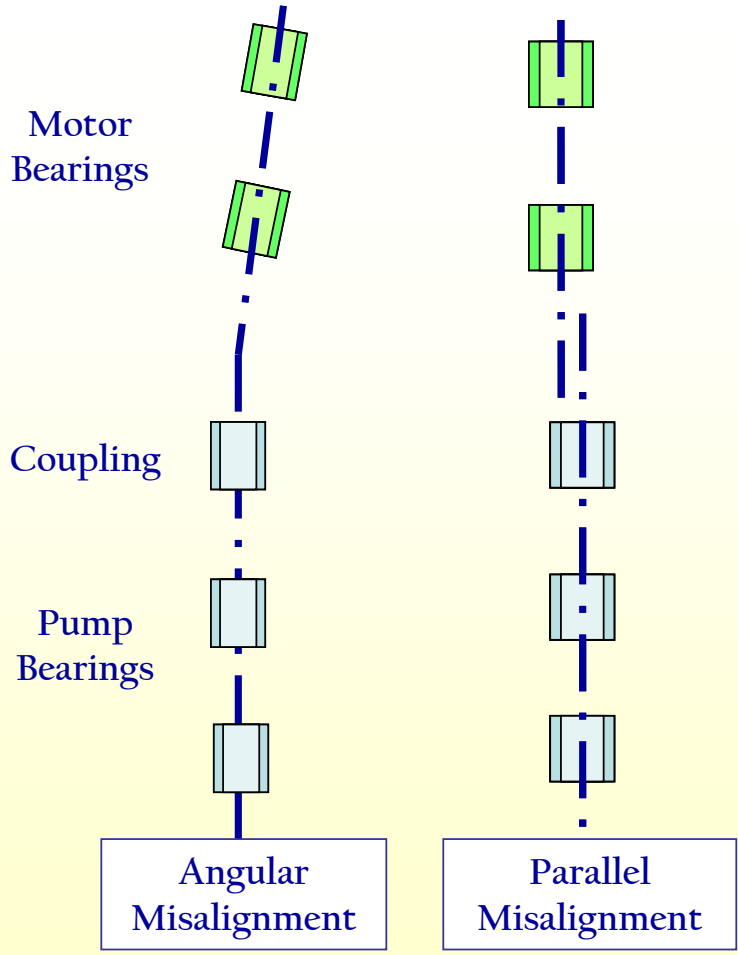 Motor
Bearings
Coupling
Pump
Bearings
Angular
Misalignment
Parallel
Misalignment